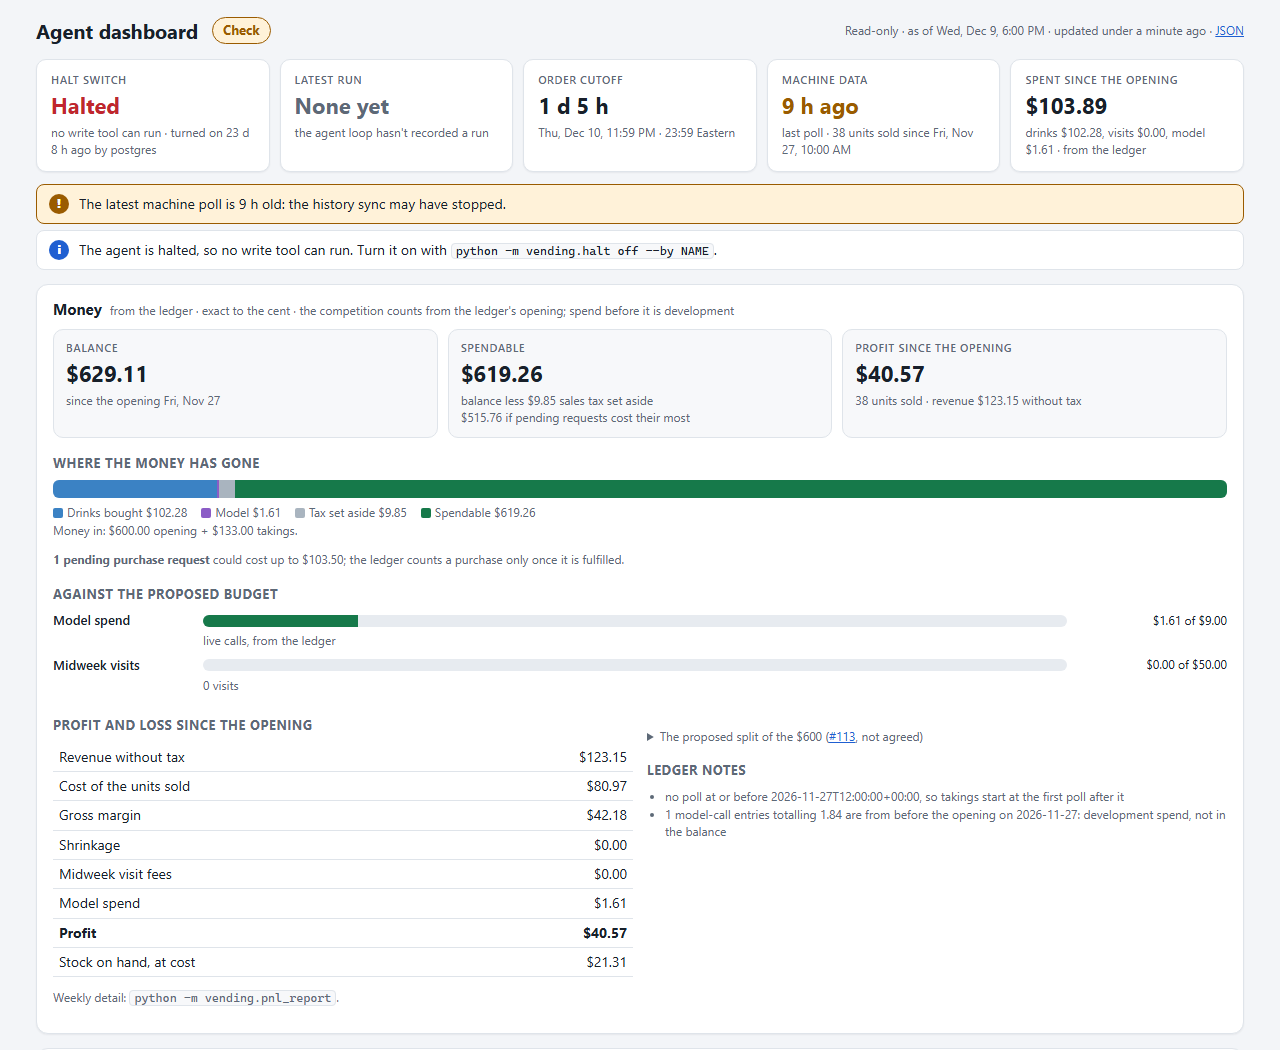 Agent dashboard
Check
Read-only · as of Wed, Dec 9, 6:00 PM · updated under a minute ago · JSON
HALT SWITCH
Halted
no write tool can run · turned on 23 d
8 h ago by postgres
LATEST RUN
None yet
the agent loop hasn't recorded a run
ORDER CUTOFF
1 d 5 h
Thu, Dec 10, 11:59 PM · 23:59 Eastern
MACHINE DATA
9 h ago
last poll · 38 units sold since Fri, Nov
27, 10:00 AM
SPENT SINCE THE OPENING
$103.89
drinks $102.28, visits $0.00, model
$1.61 · from the ledger
The latest machine poll is 9 h old: the history sync may have stopped.
The agent is halted, so no write tool can run. Turn it on with python -m vending.halt off --by NAME.
Money from the ledger · exact to the cent · the competition counts from the ledger's opening; spend before it is development
BALANCE
$629.11
since the opening Fri, Nov 27
SPENDABLE
$619.26
balance less $9.85 sales tax set aside
$515.76 if pending requests cost their most
PROFIT SINCE THE OPENING
$40.57
38 units sold · revenue $123.15 without tax
WHERE THE MONEY HAS GONE
Drinks bought $102.28 Model $1.61 Tax set aside $9.85 Spendable $619.26
Money in: $600.00 opening + $133.00 takings.
1 pending purchase request could cost up to $103.50; the ledger counts a purchase only once it is fulfilled.
AGAINST THE PROPOSED BUDGET
Model spend $1.61 of $9.00
live calls, from the ledger
Midweek visits $0.00 of $50.00
0 visits
PROFIT AND LOSS SINCE THE OPENING
Revenue without tax $123.15
Cost of the units sold $80.97
Gross margin $42.18
Shrinkage $0.00
Midweek visit fees $0.00
Model spend $1.61
Profit $40.57
Stock on hand, at cost $21.31
Weekly detail: python -m vending.pnl_report.
The proposed split of the $600 (#113, not agreed)
LEDGER NOTES
no poll at or before 2026-11-27T12:00:00+00:00, so takings start at the first poll after it
1 model-call entries totalling 1.84 are from before the opening on 2026-11-27: development spend, not in
the balance